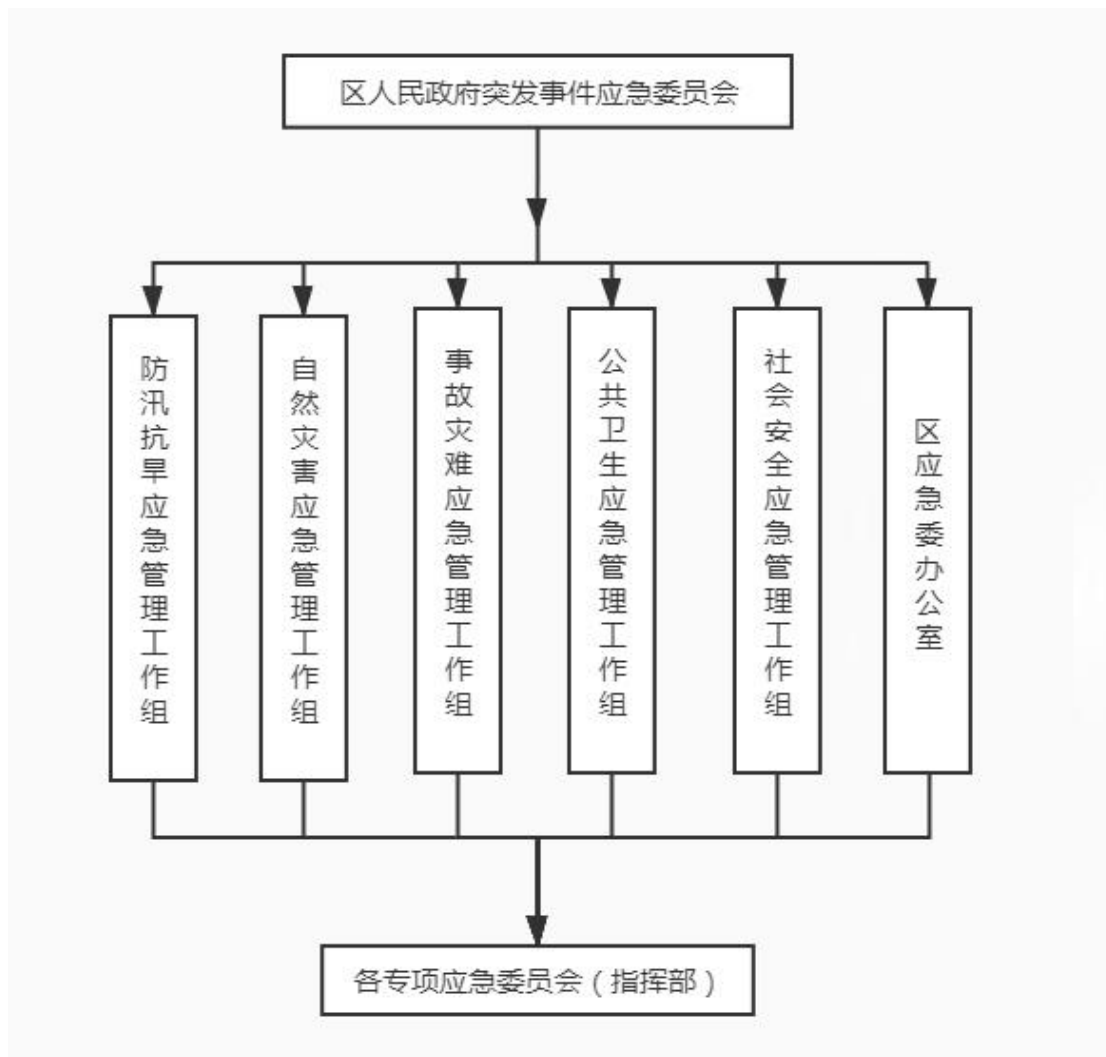 区人民政府突发事件应急委员会
防汛抗旱应急管理工作组
自然灾害应急管理工作组
事故灾难应急管理工作组
公共卫生应急管理工作组
社会安全应急管理工作组
区应急委办公室
各专项应急委员会（指挥部）